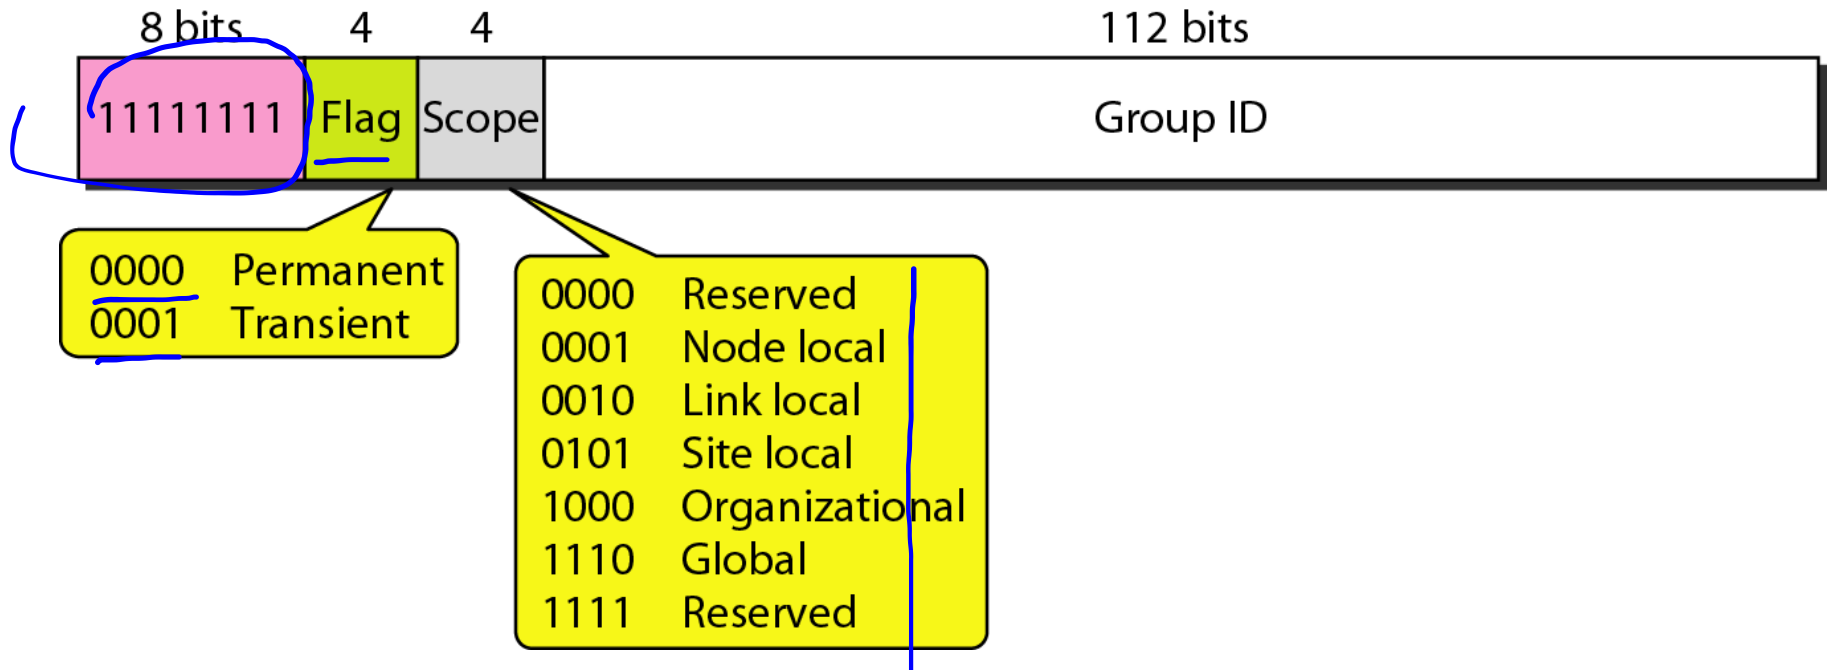 8 bits 4 4 112 bits
11111111 Flag Scope Group ID
0000 Permanent
0001 Transient
0000 Reserved
0001 Node local
0010 Link local
0101 Site local
1000 Organizational
1110 Global
1111 Reserved